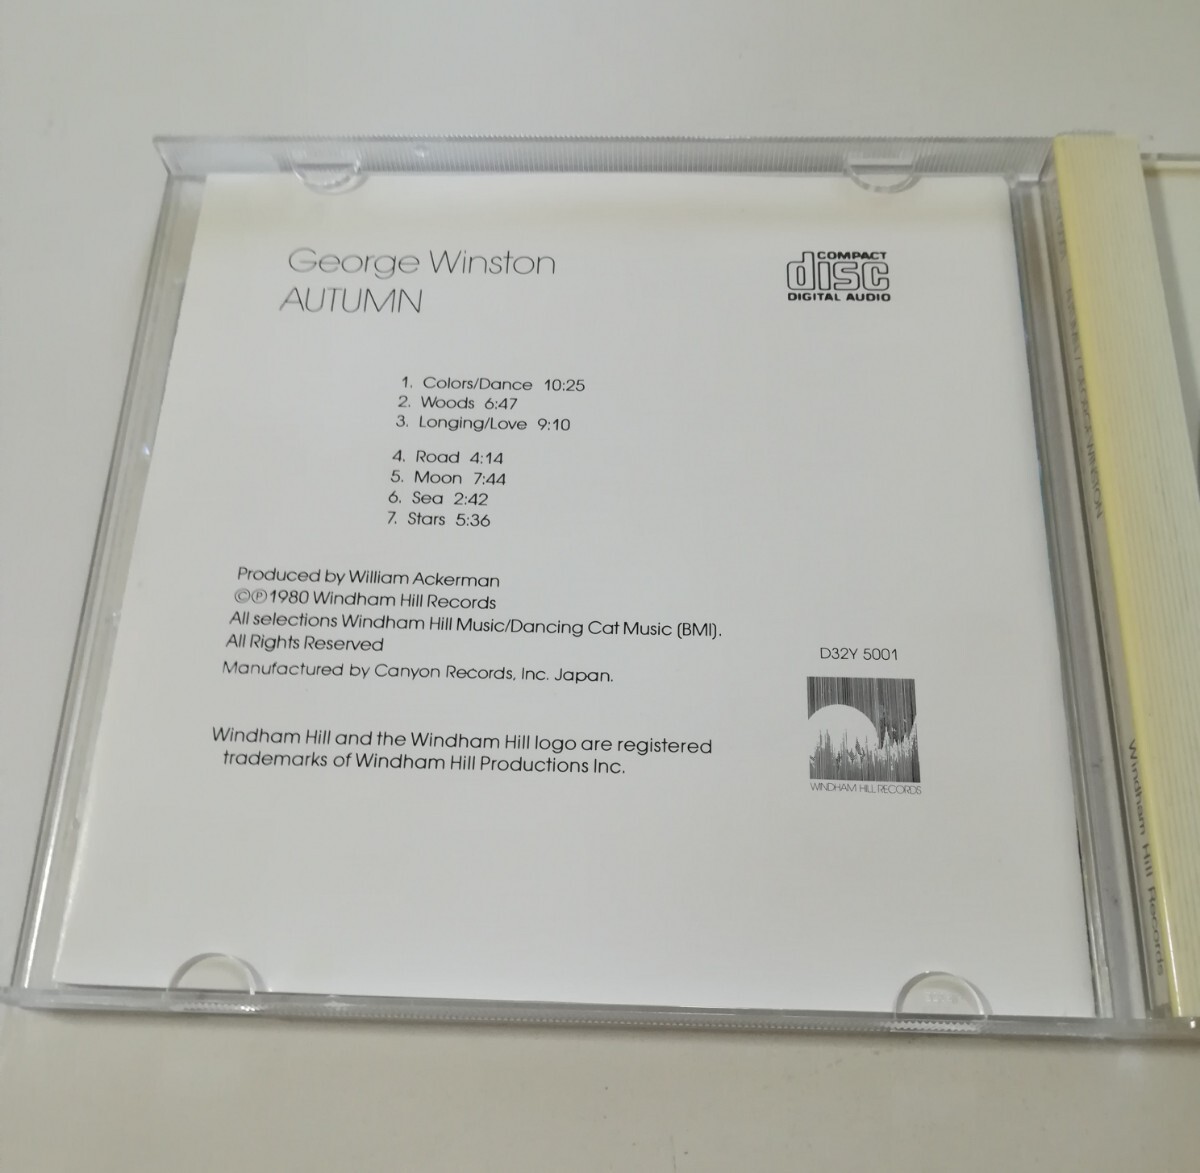 George Winston
AUTUMN
COMPACT
disc
DIGITAL AUDIO
1. Colors/Dance 10:25
2. Woods 6:47
3. Longing/Love 9:10
4. Road 4:14
5. Moon 7:44
6. Sea 2:42
7. Stars 5:36
Produced by William Ackerman
©℗1980 Windham Hill Records
All selections Windham Hill Music/Dancing Cat Music (BMI).
All Rights Reserved
Manufactured by Canyon Records, Inc. Japan.
Windham Hill and the Windham Hill logo are registered
trademarks of Windham Hill Productions Inc.
D32Y 5001
WINDHAM HILL RECORDS
WINSTON
Windham Hill Records